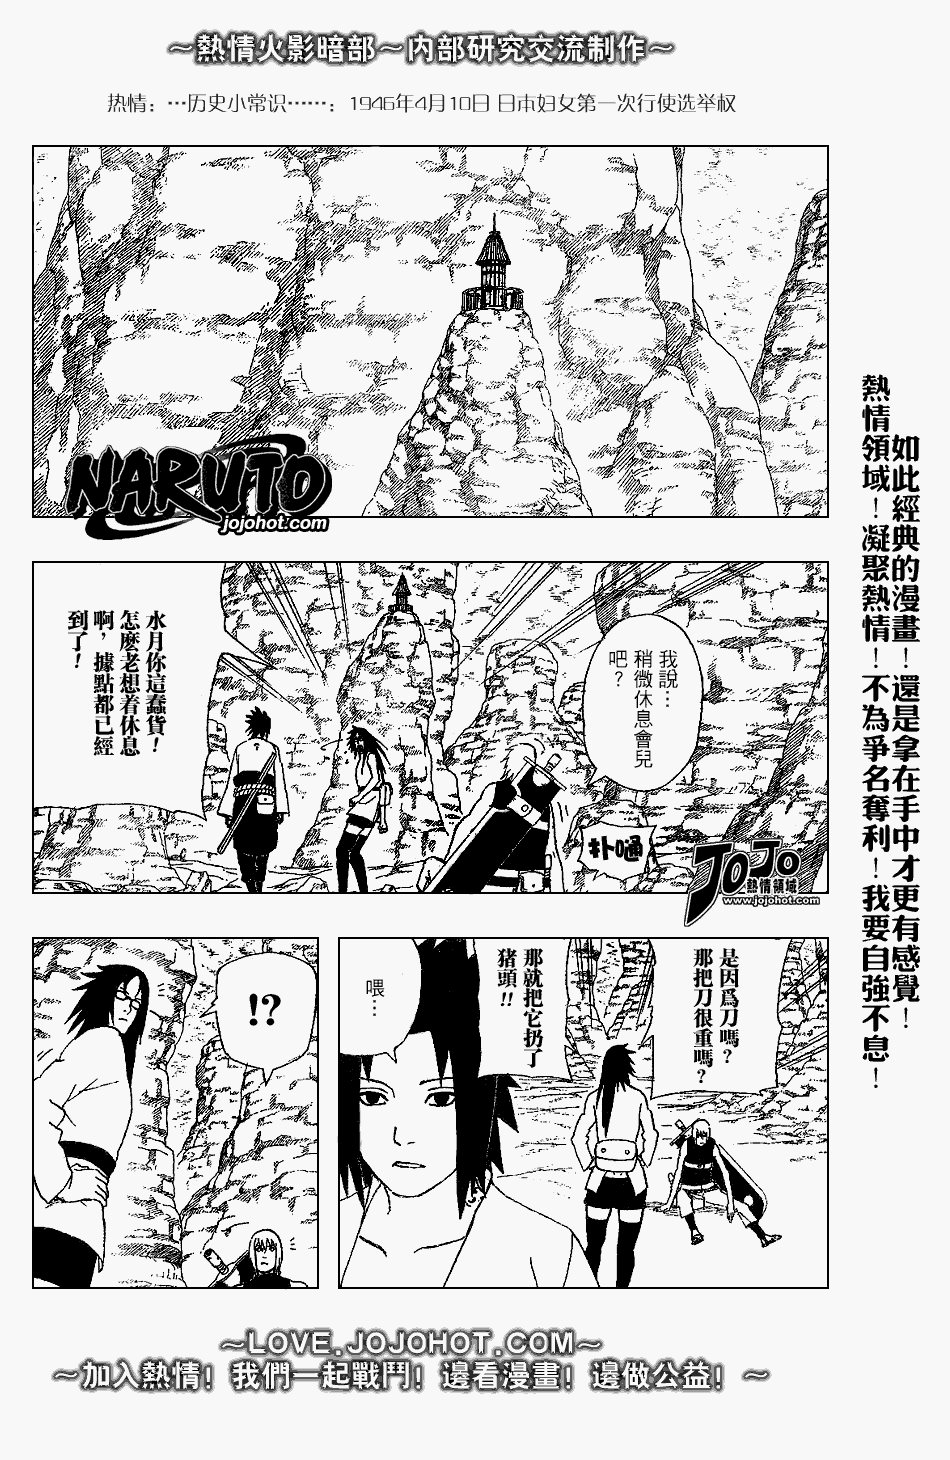 ～熱情火影暗部～内部研究交流制作～
热情：…历史小常识……：1946年4月10日 日本妇女第一次行使选举权
NARUTO
jojohot.com
我說…
稍微休息會兒
吧？
水月你這蠢貨！
怎麽老想着休息
啊，據點都已經
到了！
扑嗵
JOJO
熱情領域
www.jojohot.com
是因爲刀嗎？
那把刀很重嗎？
那就把它扔了
猪頭!!
喂…
!?
如此經典的漫畫！還是拿在手中才更有感覺！
熱情領域！凝聚熱情！不為爭名奪利！我要自強不息！
～LOVE.JOJOHOT.COM～
～加入熱情！我們一起戰鬥！邊看漫畫！邊做公益！～